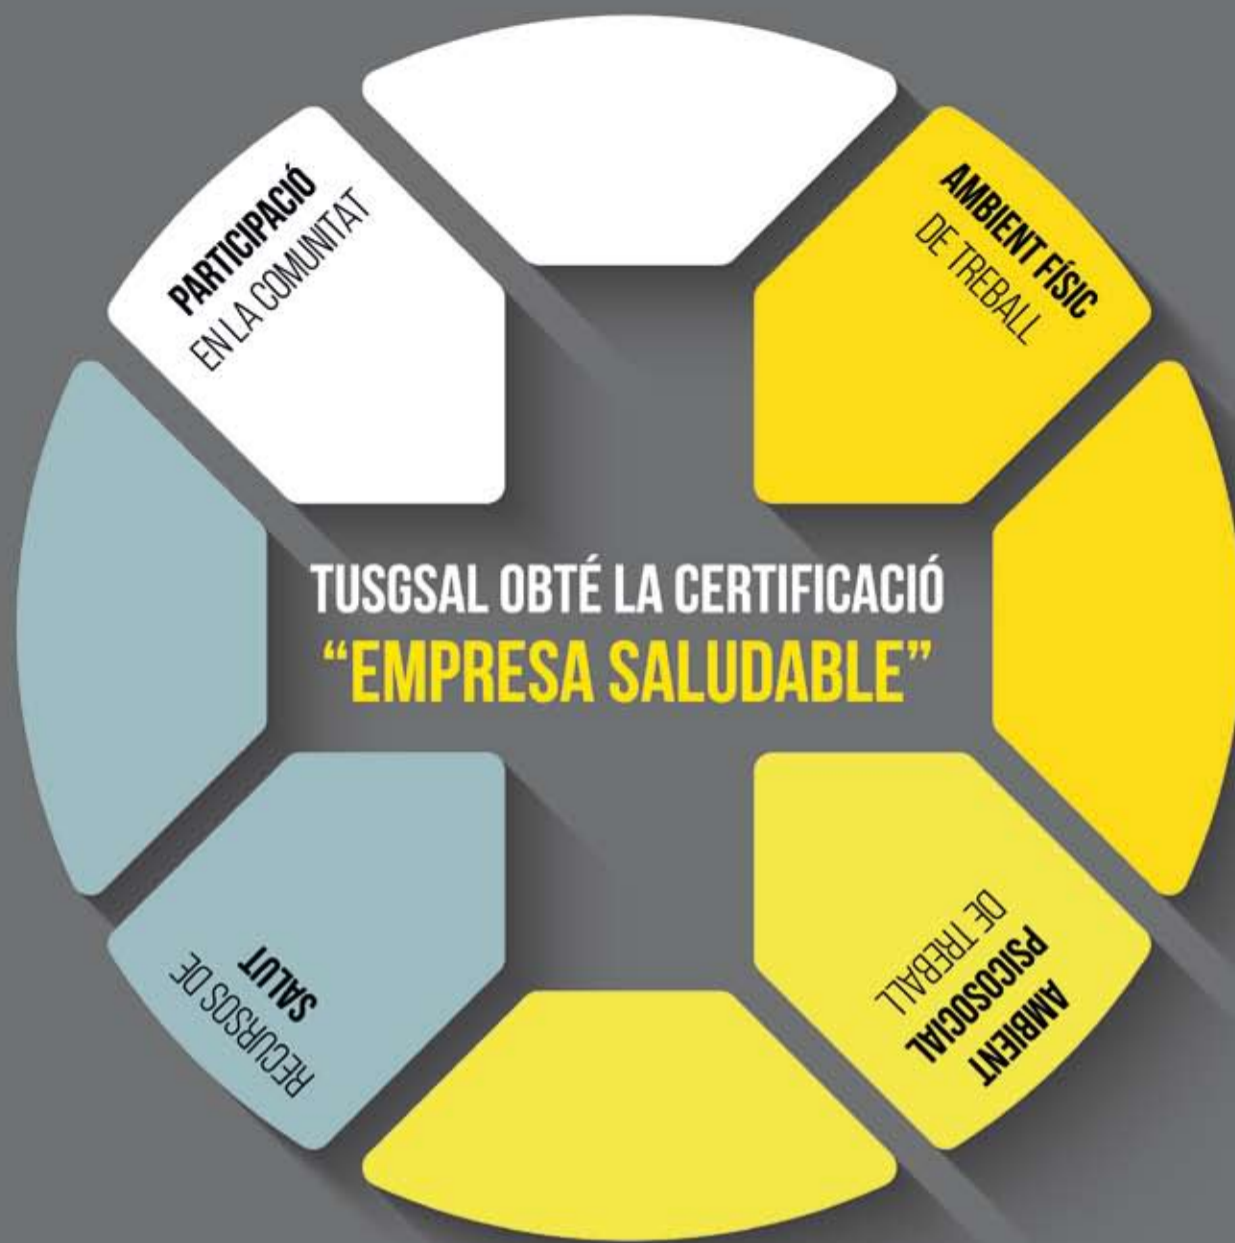 PARTICIPACIÓ
EN LA COMUNITAT
AMBIENT FÍSIC
DE TREBALL
TUSGSAL OBTÉ LA CERTIFICACIÓ
“EMPRESA SALUDABLE”
RECURSOS DE
SALUT
AMBIENT
PSICOSOCIAL
DE TREBALL